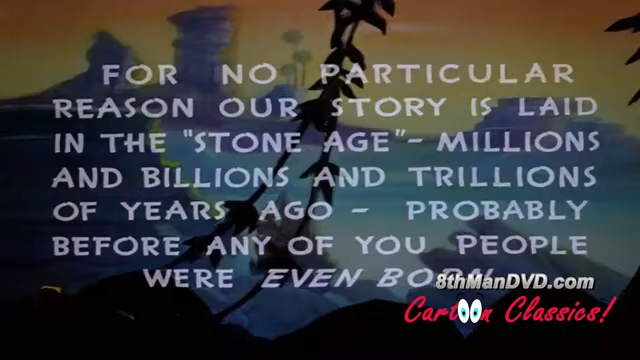 FOR NO PARTICULAR
REASON OUR STORY IS LAID
IN THE "STONE AGE"- MILLIONS
AND BILLIONS AND TRILLIONS
OF YEARS AGO - PROBABLY
BEFORE ANY OF YOU PEOPLE
WERE EVEN BORN
8thManDVD.com
Cartoon Classics!